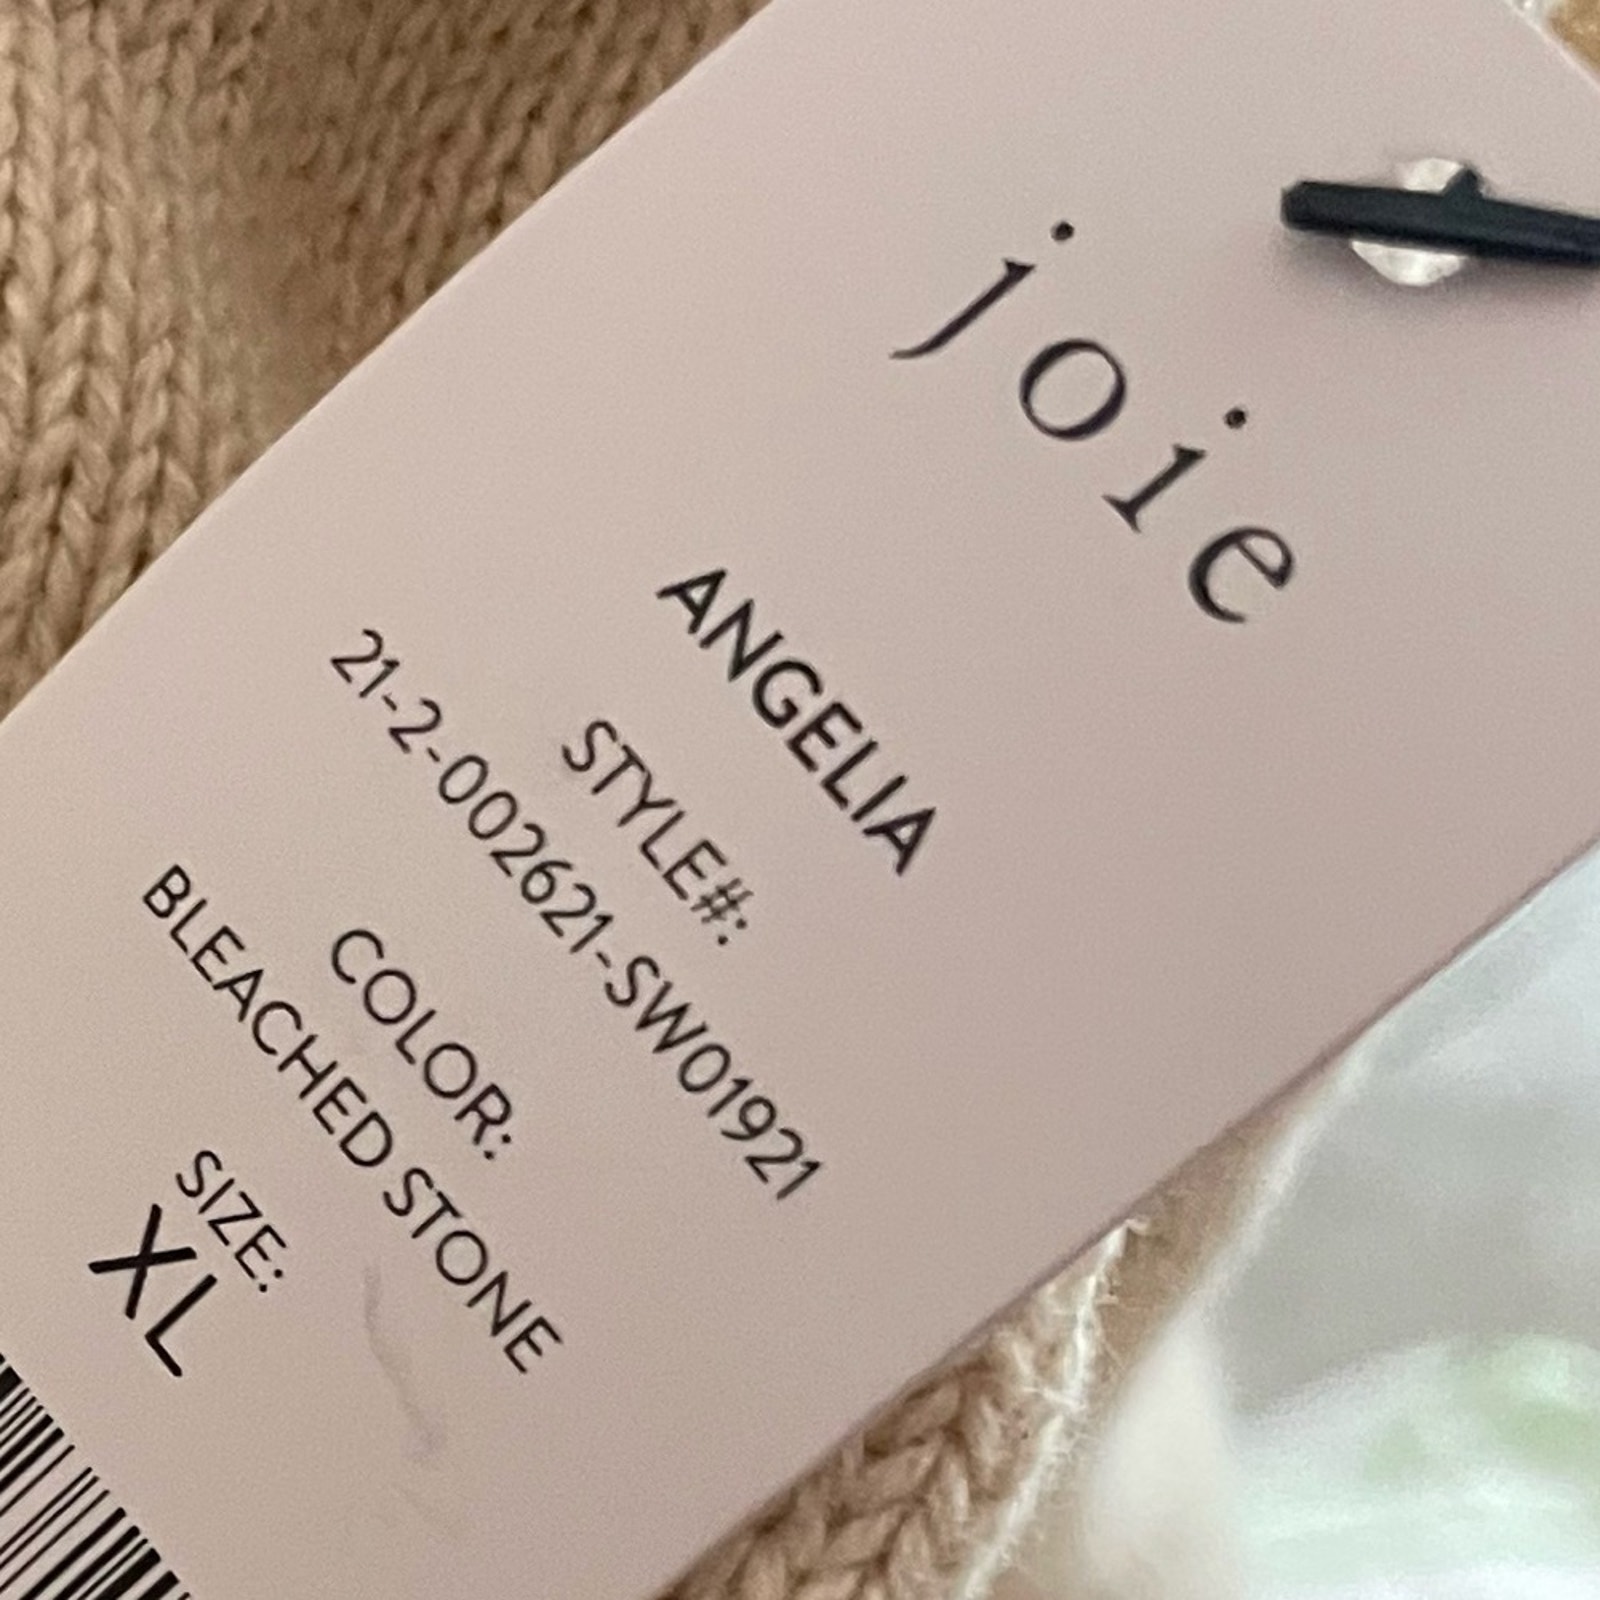 joie
ANGELIA
STYLE#:
21-2-002621-SW01921
COLOR:
BLEACHED STONE
SIZE:
XL